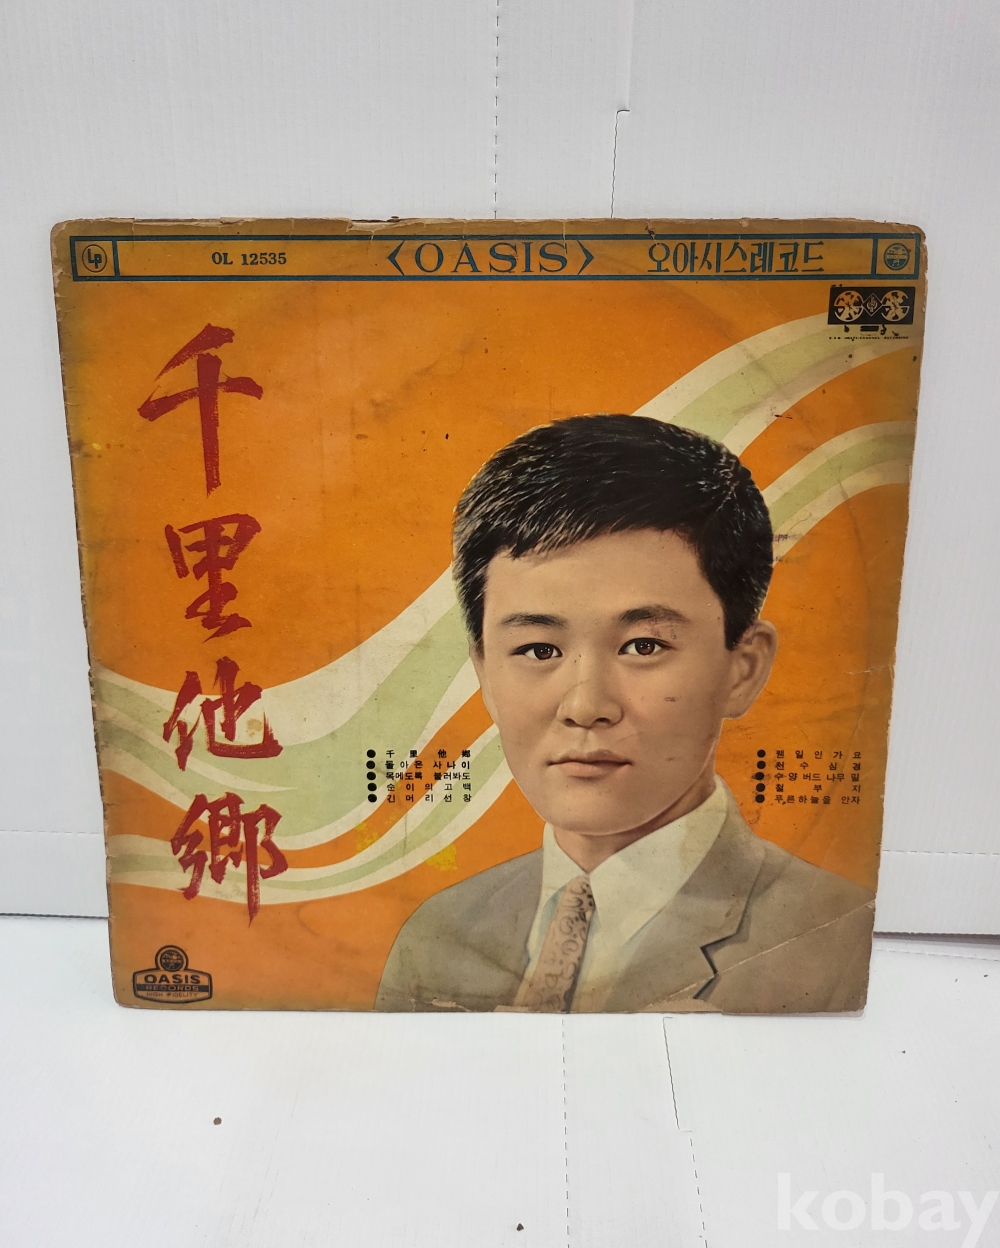 LP
OL 12535
〈OASIS〉
오아시스레코드
千里他鄕
● 千里他鄕
● 돌아온 사나이
● 목메도록 불러봐도
● 순이의 고백
● 긴머리선창
● 웬일인가요
● 천수심경
● 수양버드나무밑
● 철부지
● 푸른하늘을 안자
OASIS
RECORDS
HIGH FIDELITY
kobay